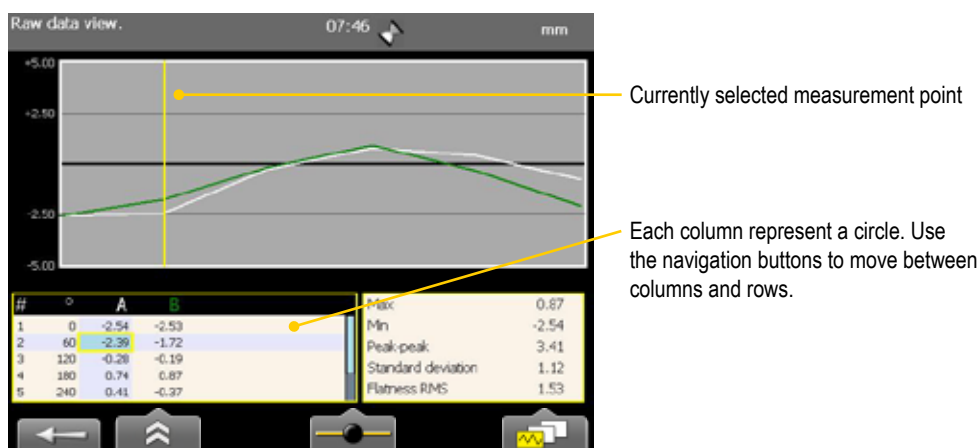 Raw data view. 07:46 mm
+5.00
+2.50
-2.50
-5.00
Currently selected measurement point
Each column represent a circle. Use
the navigation buttons to move between
columns and rows.
# ° A B
1 0 -2.54 -2.53
2 60 -2.39 -1.72
3 120 -0.28 -0.19
4 180 0.74 0.87
5 240 0.41 -0.37
Max 0.87
Min -2.54
Peak-peak 3.41
Standard deviation 1.12
Flatness RMS 1.53